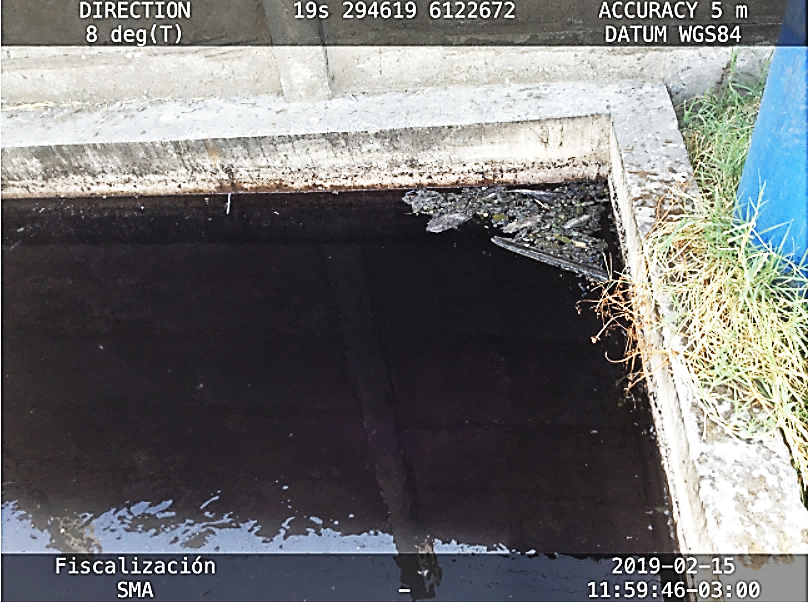 DIRECTION
8 deg(T)
19s 294619 6122672
ACCURACY 5 m
DATUM WGS84
Fiscalización
SMA
-
2019-02-15
11:59:46-03:00